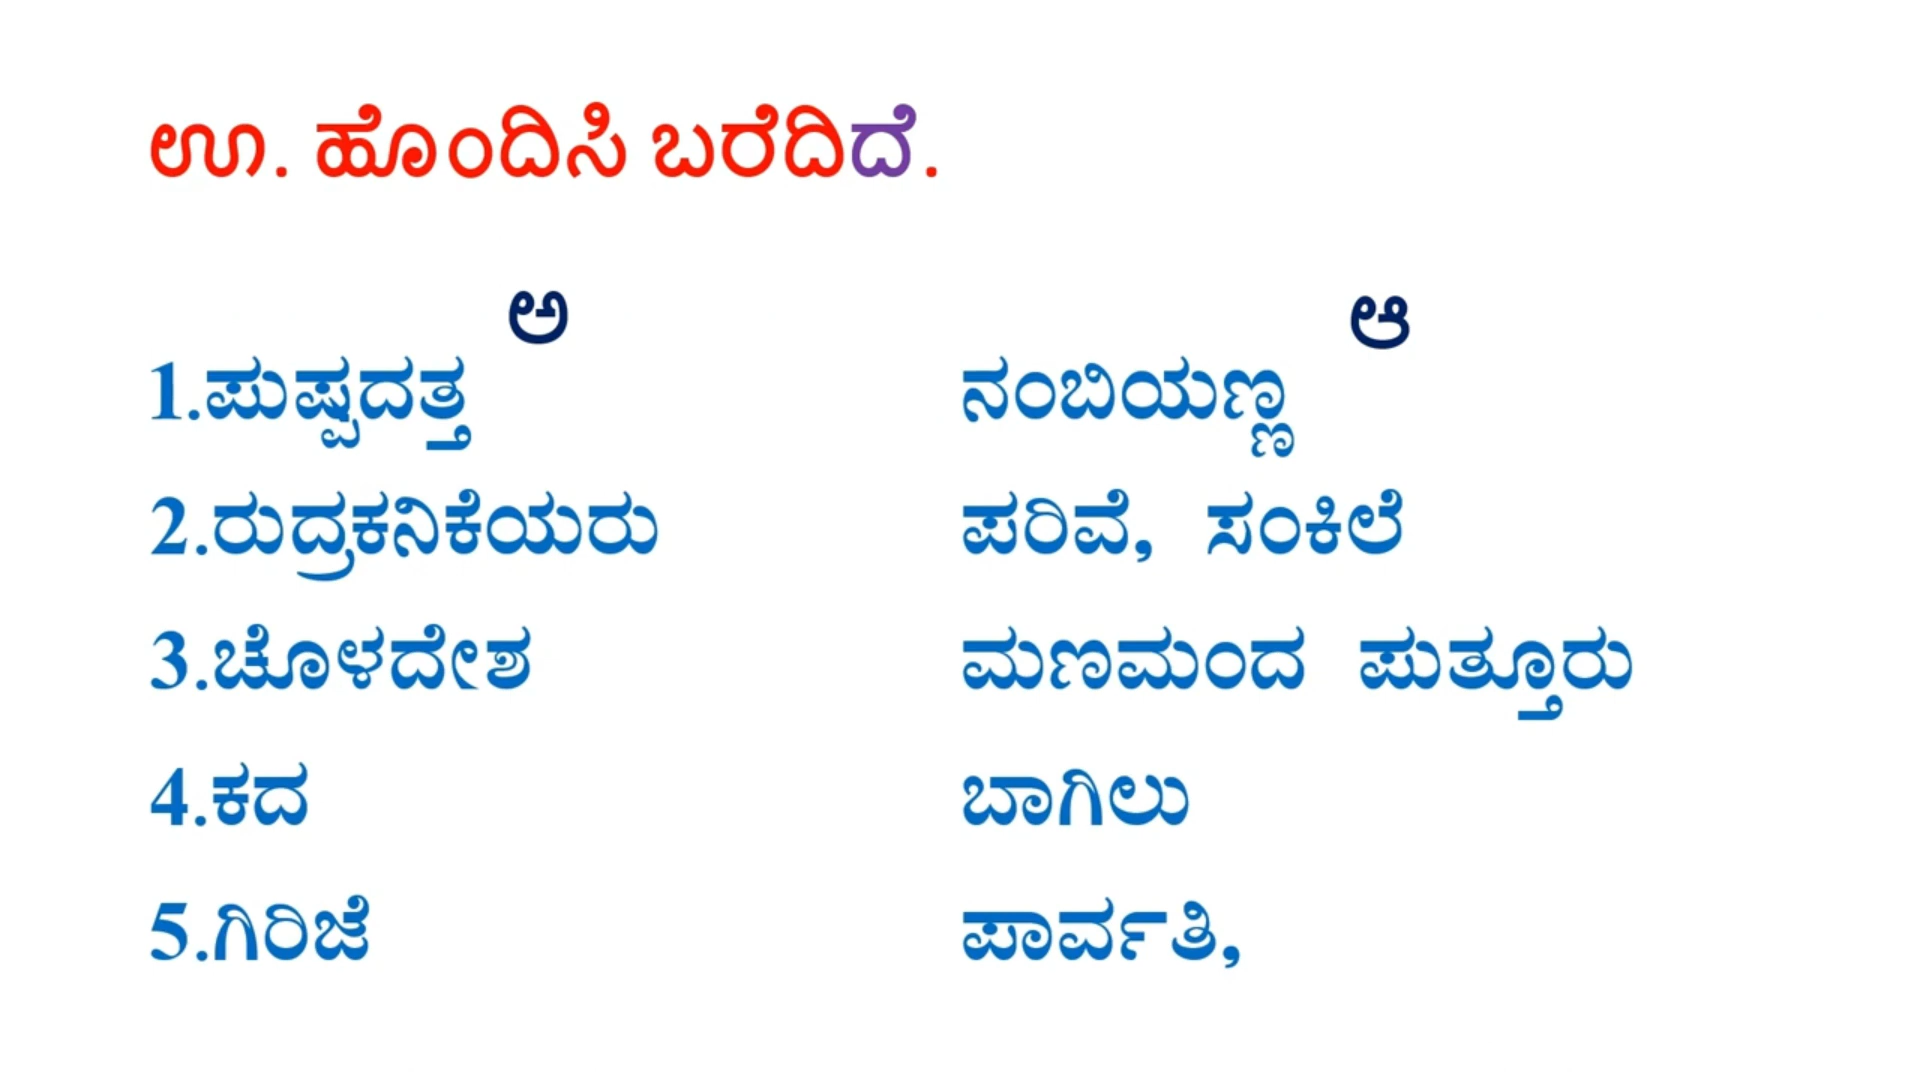 ಉ. ಹೊಂದಿಸಿ ಬರೆದಿದೆ.
ಅ ಆ
1.ಪುಷ್ಪದತ್ತ ನಂಬಿಯಣ್ಣ
2.ರುದ್ರಕನಿಕೆಯರು ಪರಿವೆ, ಸಂಕಿಲೆ
3.ಚೊಳದೇಶ ಮಣಮಂದ ಪುತ್ತೂರು
4.ಕದ ಬಾಗಿಲು
5.ಗಿರಿಜೆ ಪಾರ್ವತಿ,